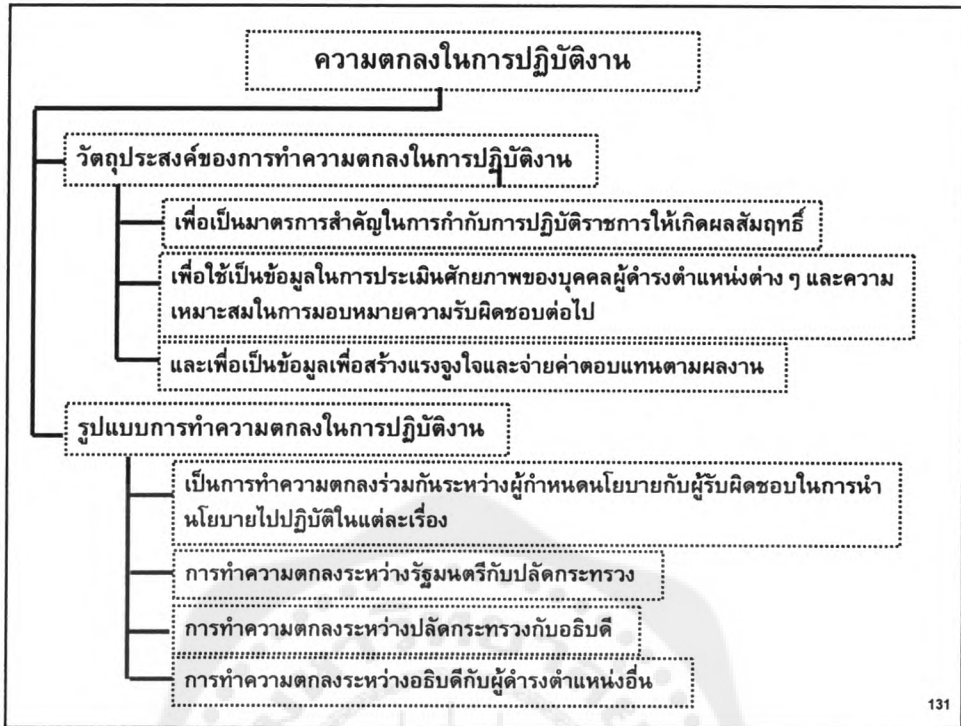 ความตกลงในการปฏิบัติงาน
วัตถุประสงค์ของการทำความตกลงในการปฏิบัติงาน
เพื่อเป็นมาตรการสำคัญในการกำกับการปฏิบัติราชการให้เกิดผลสัมฤทธิ์
เพื่อใช้เป็นข้อมูลในการประเมินศักยภาพของบุคคลผู้ดำรงตำแหน่งต่าง ๆ และความ
เหมาะสมในการมอบหมายความรับผิดชอบต่อไป
และเพื่อเป็นข้อมูลเพื่อสร้างแรงจูงใจและจ่ายค่าตอบแทนตามผลงาน
รูปแบบการทำความตกลงในการปฏิบัติงาน
เป็นการทำความตกลงร่วมกันระหว่างผู้กำหนดนโยบายกับผู้รับผิดชอบในการนำ
นโยบายไปปฏิบัติในแต่ละเรื่อง
การทำความตกลงระหว่างรัฐมนตรีกับปลัดกระทรวง
การทำความตกลงระหว่างปลัดกระทรวงกับอธิบดี
การทำความตกลงระหว่างอธิบดีกับผู้ดำรงตำแหน่งอื่น
131